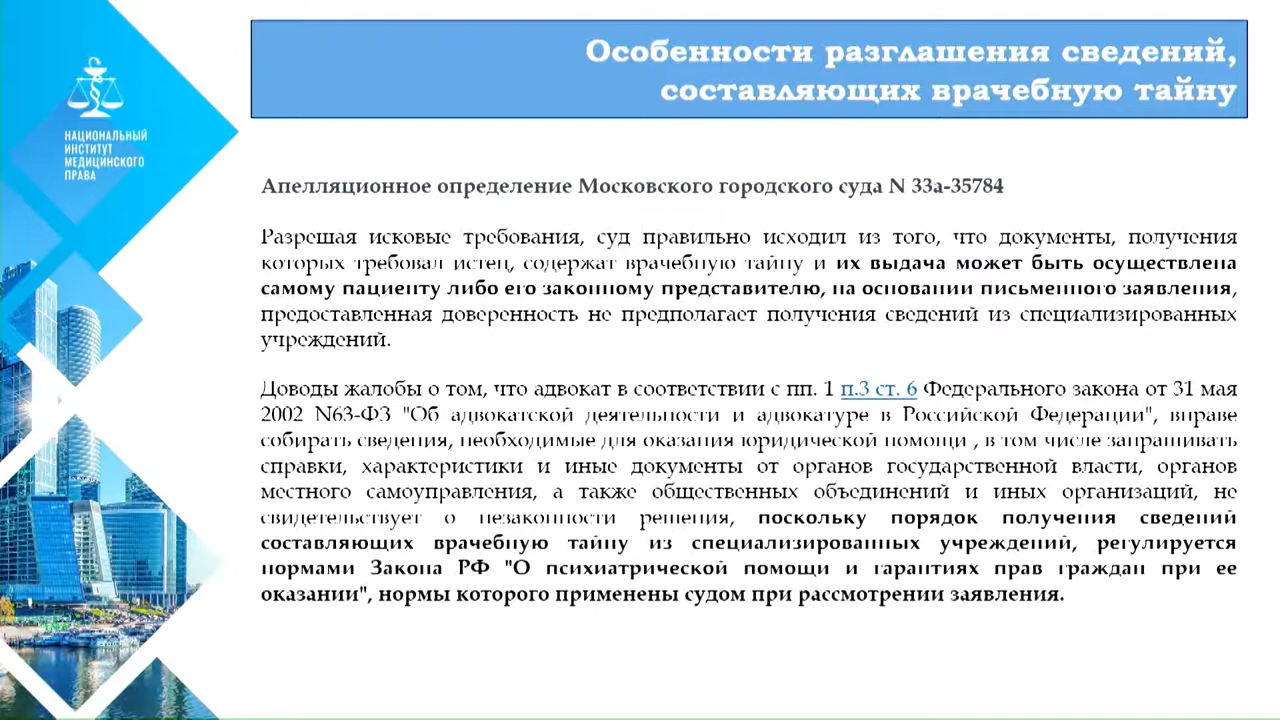 НАЦИОНАЛЬНЫЙ
ИНСТИТУТ
МЕДИЦИНСКОГО
ПРАВА
Особенности разглашения сведений,
составляющих врачебную тайну
Апелляционное определение Московского городского суда N 33а-35784
Разрешая исковые требования, суд правильно исходил из того, что документы, получения
которых требовал истец, содержат врачебную тайну и их выдача может быть осуществлена
самому пациенту либо его законному представителю, на основании письменного заявления,
предоставленная доверенность не предполагает получения сведений из специализированных
учреждений.
Доводы жалобы о том, что адвокат в соответствии с пп. 1 п.3 ст. 6 Федерального закона от 31 мая
2002 N63-ФЗ "Об адвокатской деятельности и адвокатуре в Российской Федерации", вправе
собирать сведения, необходимые для оказания юридической помощи , в том числе запрашивать
справки, характеристики и иные документы от органов государственной власти, органов
местного самоуправления, а также общественных объединений и иных организаций, не
свидетельствует о незаконности решения, поскольку порядок получения сведений
составляющих врачебную тайну из специализированных учреждений, регулируется
нормами Закона РФ "О психиатрической помощи и гарантиях прав граждан при ее
оказании", нормы которого применены судом при рассмотрении заявления.